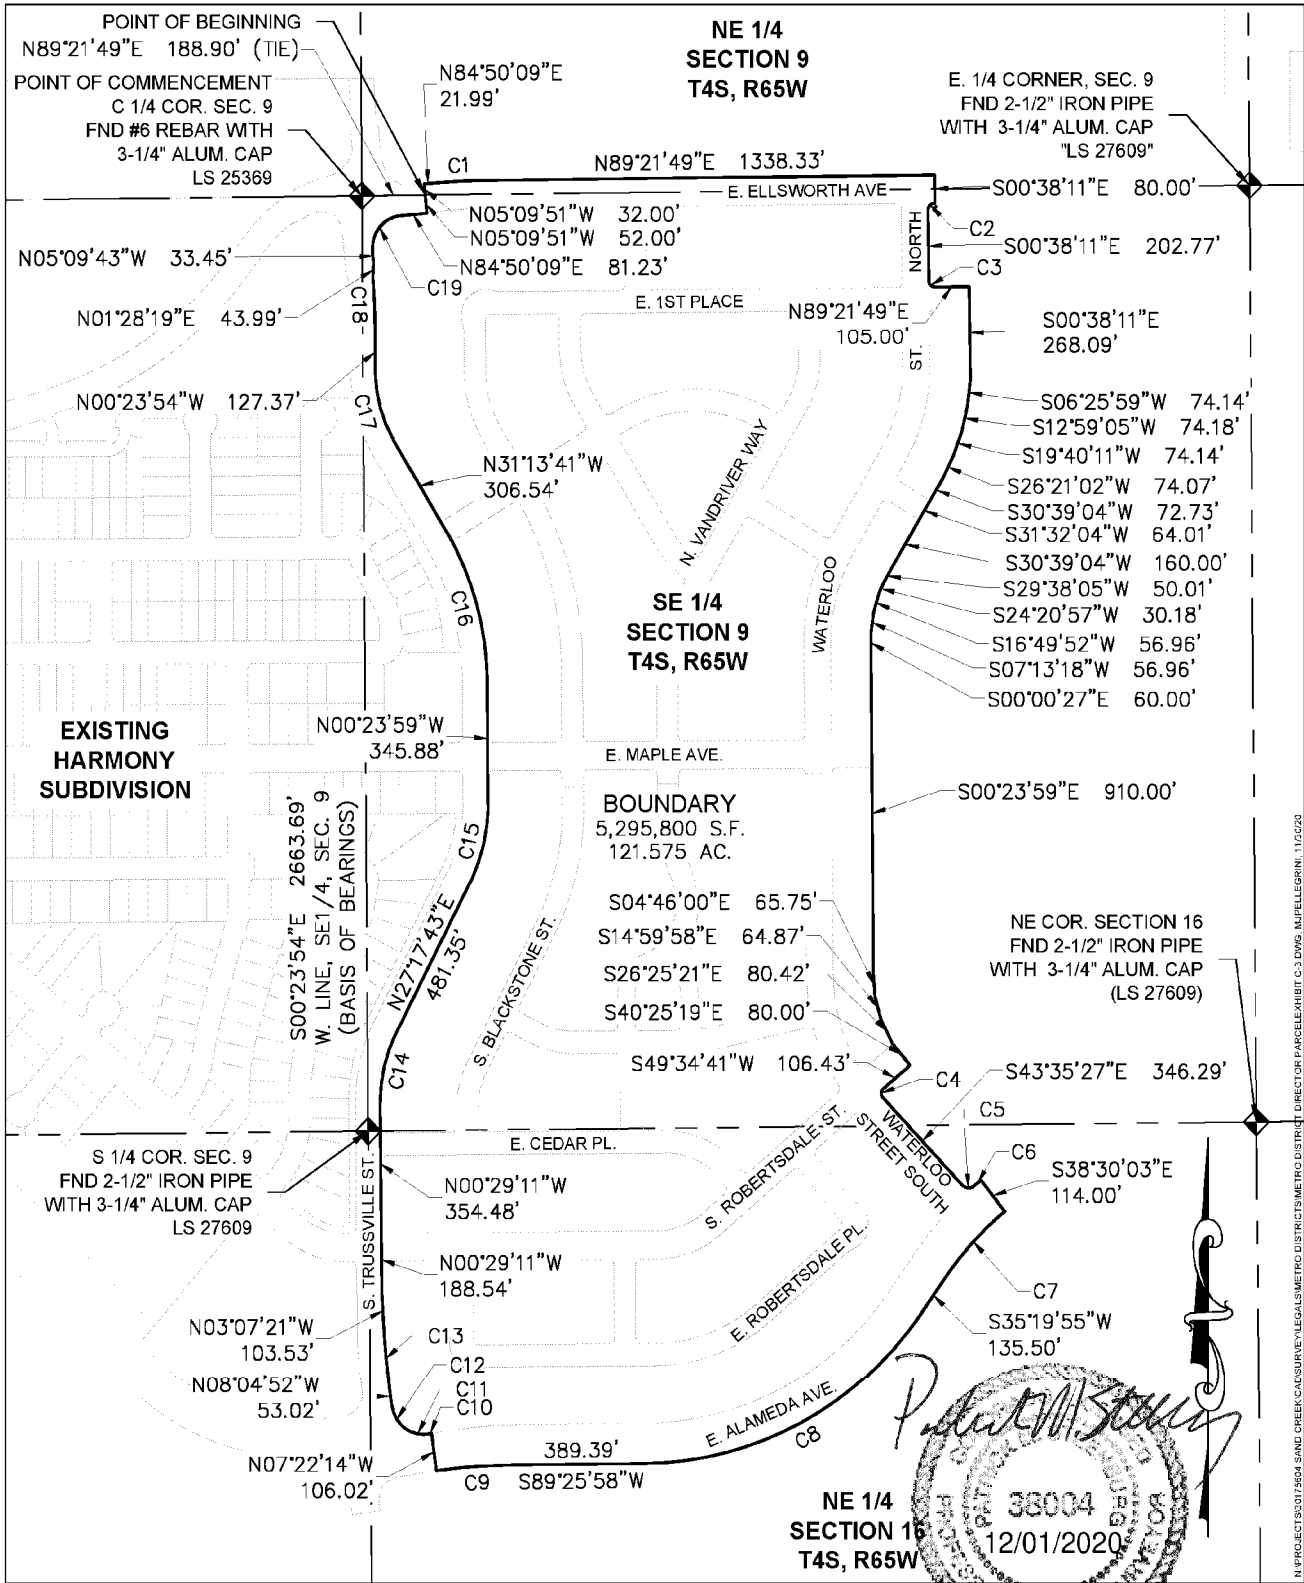 POINT OF BEGINNING
N89°21'49"E 188.90' (TIE)
POINT OF COMMENCEMENT
C 1/4 COR. SEC. 9
FND #6 REBAR WITH
3-1/4" ALUM. CAP
LS 25369
N84°50'09"E
21.99'
NE 1/4
SECTION 9
T4S, R65W
E. 1/4 CORNER, SEC. 9
FND 2-1/2" IRON PIPE
WITH 3-1/4" ALUM. CAP
"LS 27609"
C1
N89°21'49"E 1338.33'
E. ELLSWORTH AVE
S00°38'11"E 80.00'
N05°09'51"W 32.00'
N05°09'51"W 52.00'
N84°50'09"E 81.23'
C2
S00°38'11"E 202.77'
C3
NORTH
N05°09'43"W 33.45'
C19
C18
N01°28'19"E 43.99'
E. 1ST PLACE
N89°21'49"E
105.00'
S00°38'11"E
268.09'
ST.
N00°23'54"W 127.37'
C17
S06°25'59"W 74.14'
S12°59'05"W 74.18'
S19°40'11"W 74.14'
S26°21'02"W 74.07'
S30°39'04"W 72.73'
S31°32'04"W 64.01'
S30°39'04"W 160.00'
S29°38'05"W 50.01'
S24°20'57"W 30.18'
S16°49'52"W 56.96'
S07°13'18"W 56.96'
S00°00'27"E 60.00'
N31°13'41"W
306.54'
N. VANDRIVER WAY
WATERLOO
C16
SE 1/4
SECTION 9
T4S, R65W
EXISTING
HARMONY
SUBDIVISION
N00°23'59"W
345.88'
E. MAPLE AVE.
S00°23'59"E 910.00'
BOUNDARY
5,295,800 S.F.
121.575 AC.
S00°23'54"E 2663.69'
W. LINE, SE1/4, SEC. 9
(BASIS OF BEARINGS)
C15
N27°17'43"E
481.35'
S. BLACKSTONE ST.
S04°46'00"E 65.75'
S14°59'58"E 64.87'
S26°25'21"E 80.42'
S40°25'19"E 80.00'
S49°34'41"W 106.43'
NE COR. SECTION 16
FND 2-1/2" IRON PIPE
WITH 3-1/4" ALUM. CAP
(LS 27609)
C14
C4
S43°35'27"E 346.29'
C5
C6
S38°30'03"E
114.00'
WATERLOO
STREET SOUTH
S 1/4 COR. SEC. 9
FND 2-1/2" IRON PIPE
WITH 3-1/4" ALUM. CAP
LS 27609
E. CEDAR PL.
S. TRUSSVILLE ST.
N00°29'11"W
354.48'
S. ROBERTSDALE ST.
N00°29'11"W
188.54'
E. ROBERTSDALE PL.
C7
S35°19'55"W
135.50'
N03°07'21"W
103.53'
C13
C12
C11
C10
N08°04'52"W
53.02'
E. ALAMEDA AVE.
C8
N07°22'14"W
106.02'
389.39'
C9 S89°25'58"W
NE 1/4
SECTION 16
T4S, R65W
38004
12/01/2020